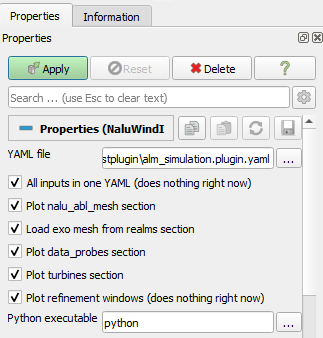 Properties Information
Properties
Apply Reset Delete ?
Search ... (use Esc to clear text)
Properties (NaluWindI
YAML file stplugin\alm_simulation.plugin.yaml ...
All inputs in one YAML (does nothing right now)
Plot nalu_abl_mesh section
Load exo mesh from realms section
Plot data_probes section
Plot turbines section
Plot refinement windows (does nothing right now)
Python executable python ...